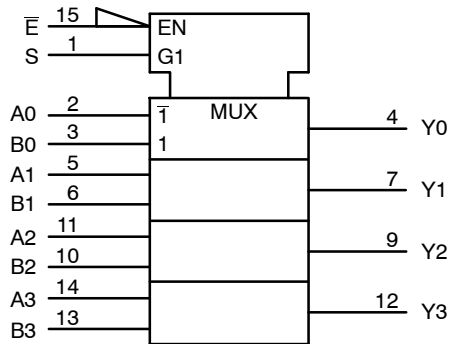 E̅ 15 EN
S 1 G1
A0 2 1̅ MUX
B0 3 1
4 Y0
A1 5
B1 6
7 Y1
A2 11
B2 10
9 Y2
A3 14
B3 13
12 Y3